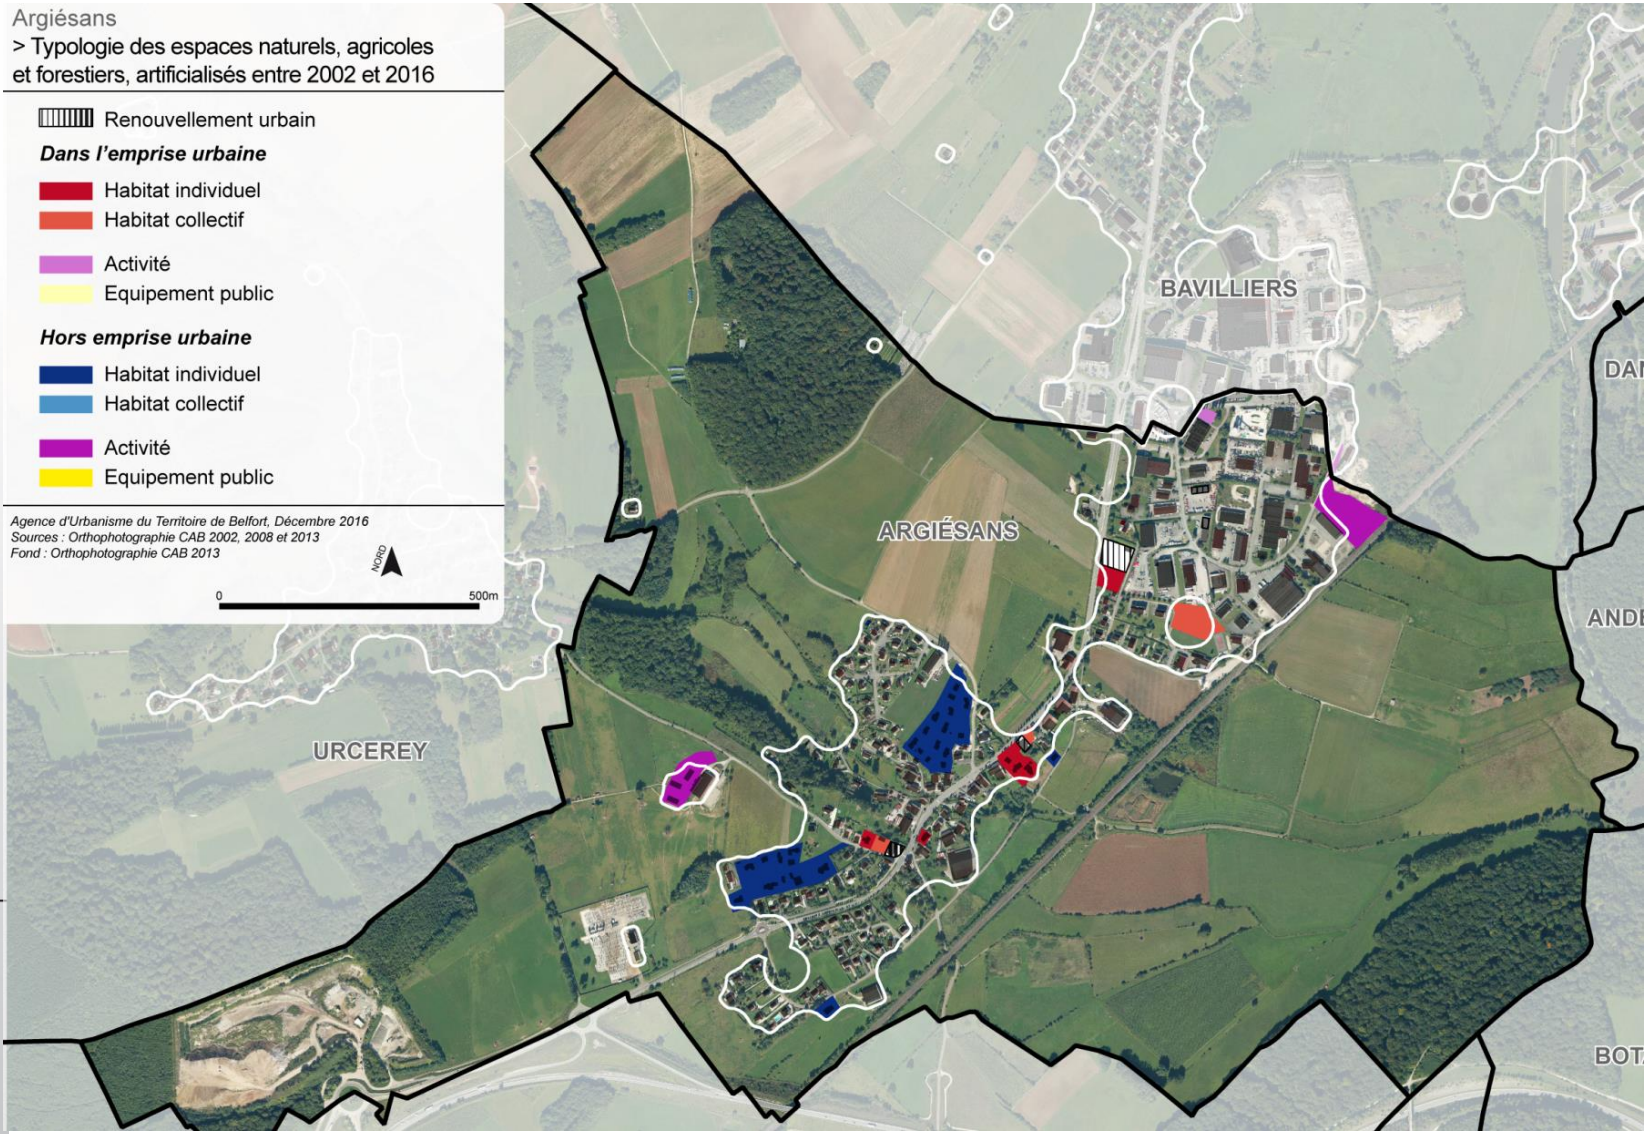 Argiésans
> Typologie des espaces naturels, agricoles
et forestiers, artificialisés entre 2002 et 2016
Renouvellement urbain
Dans l'emprise urbaine
Habitat individuel
Habitat collectif
Activité
Equipement public
Hors emprise urbaine
Habitat individuel
Habitat collectif
Activité
Equipement public
Agence d'Urbanisme du Territoire de Belfort, Décembre 2016
Sources : Orthophotographie CAB 2002, 2008 et 2013
Fond : Orthophotographie CAB 2013
NORD
0 500m
BAVILLIERS
DAN
ARGIÉSANS
ANDE
URCEREY
BOTA